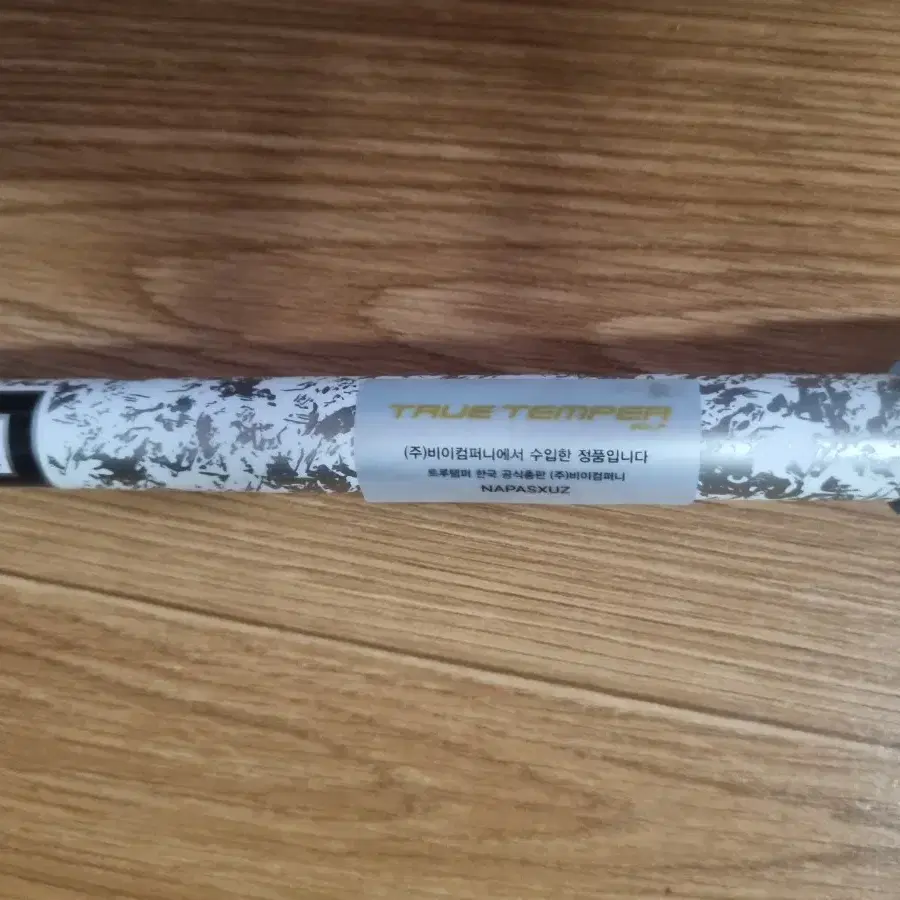 TRUE TEMPER
(주)비이컴퍼니에서 수입한 정품입니다
트루템퍼 한국 공식총판 (주)비이컴퍼니
NAPASXUZ